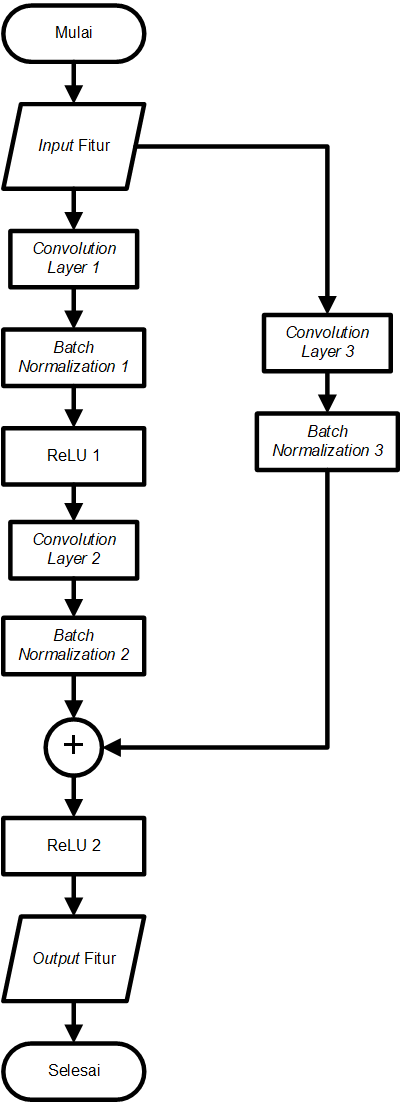 Mulai
Input Fitur
Convolution
Layer 1
Batch
Normalization 1
ReLU 1
Convolution
Layer 2
Batch
Normalization 2
+
ReLU 2
Output Fitur
Selesai
Convolution
Layer 3
Batch
Normalization 3